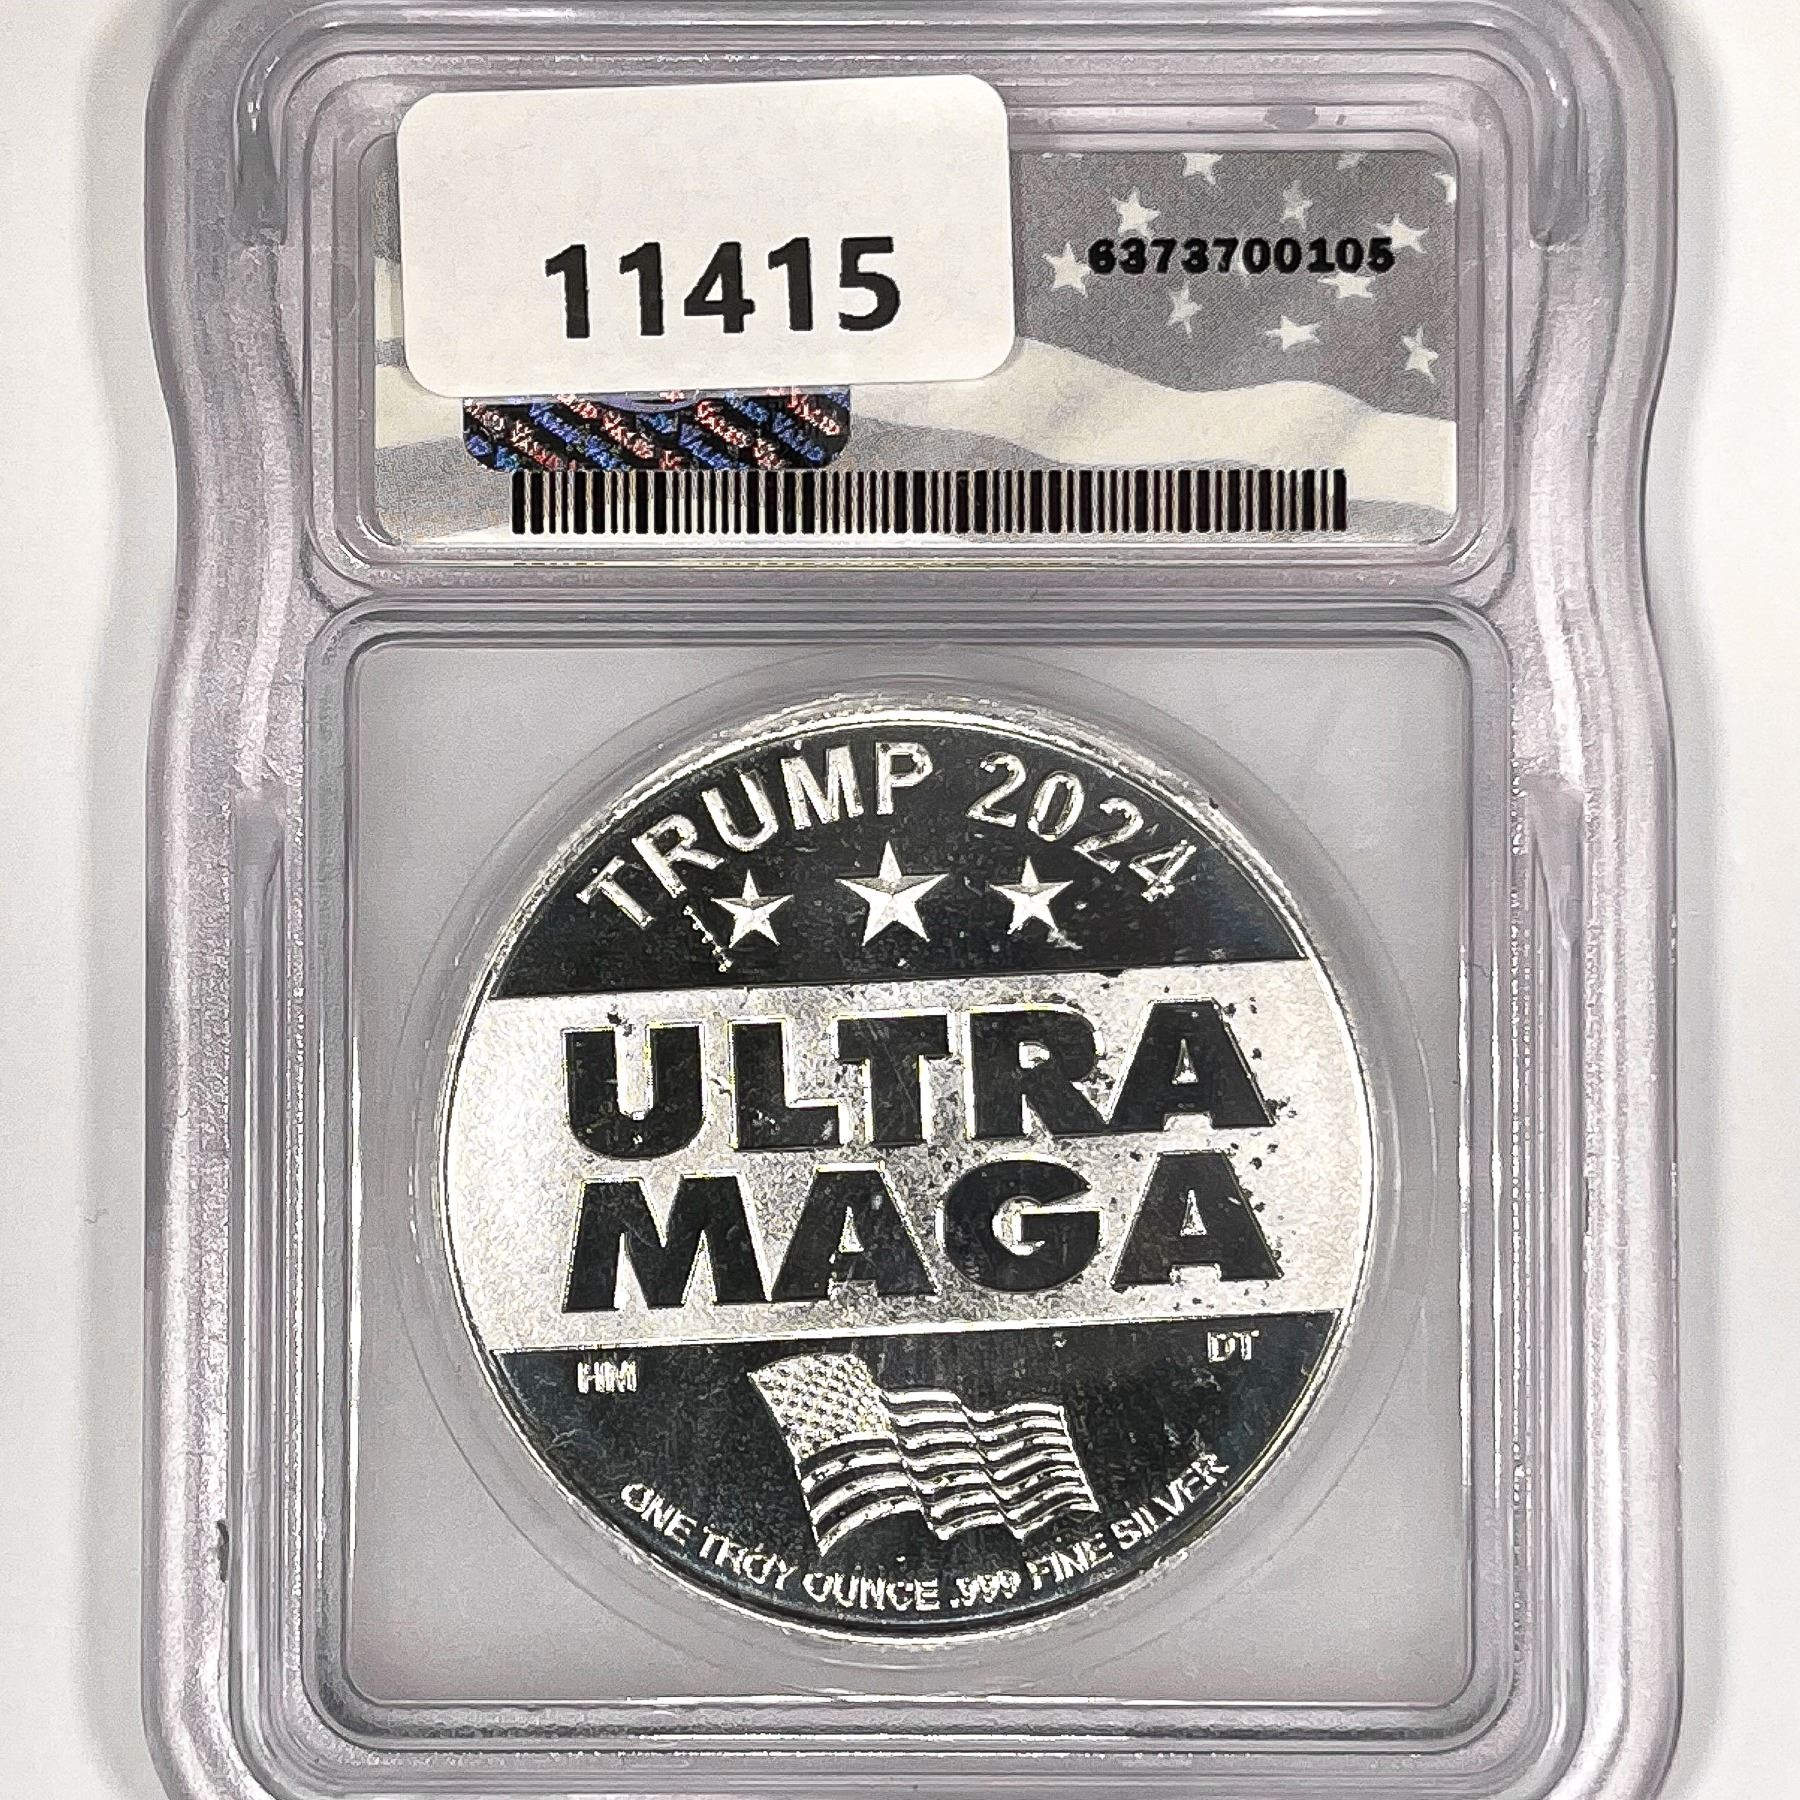 11415
6373700105
TRUMP 2024
ULTRA
MAGA
HM
DT
ONE TROY OUNCE .999 FINE SILVER